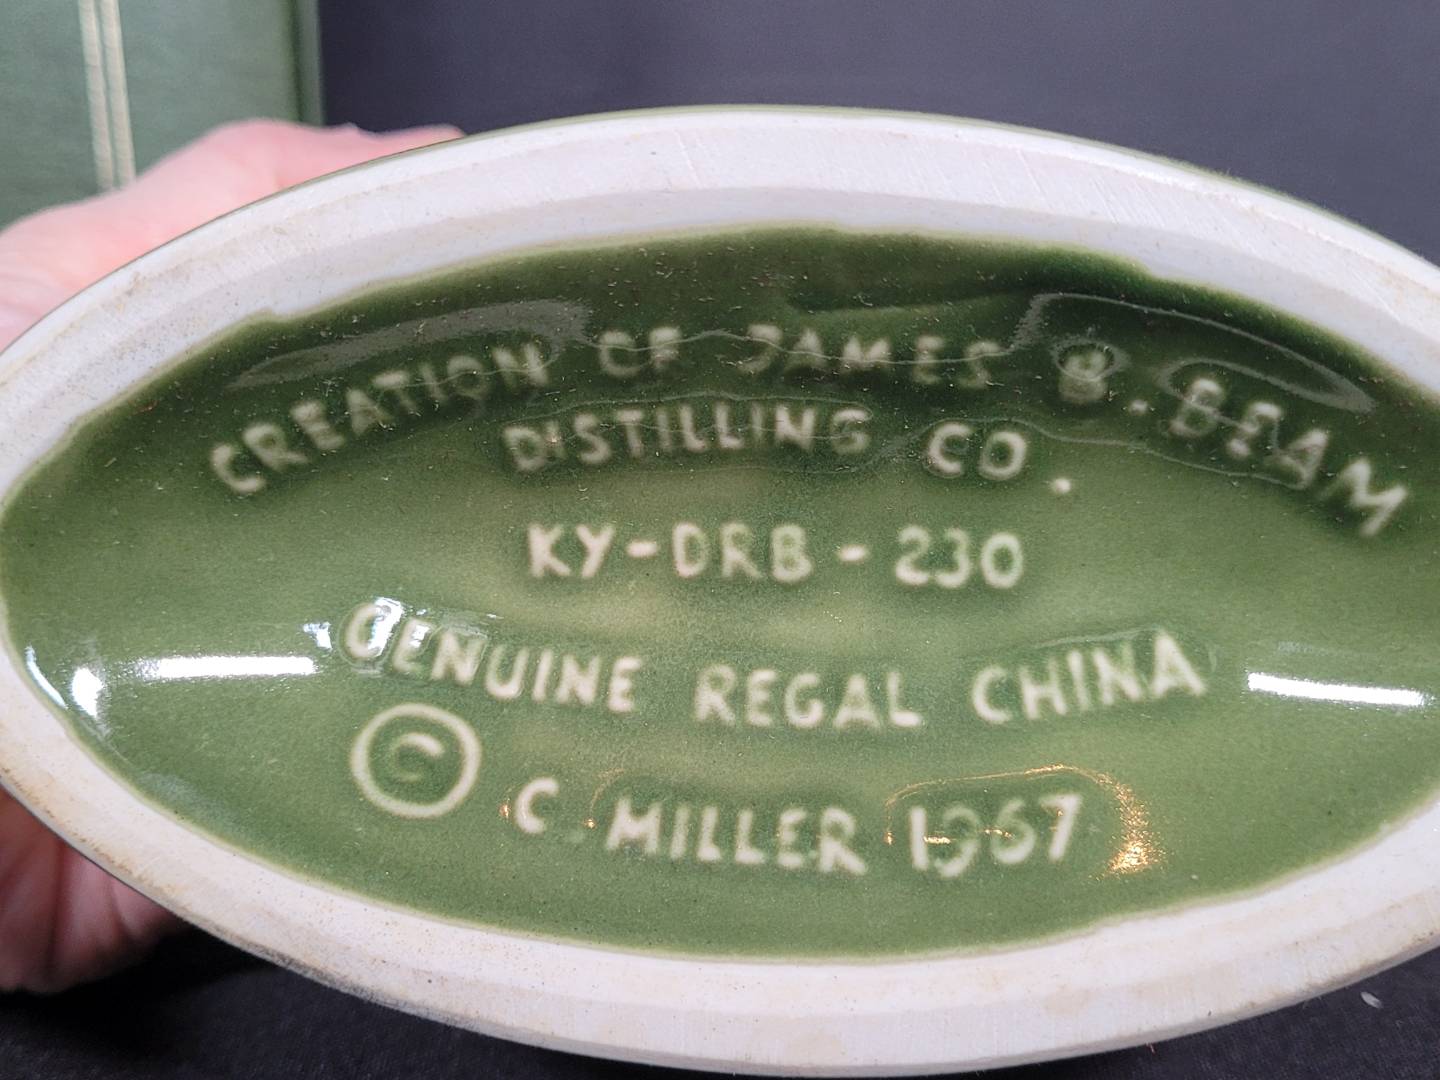 CREATION OF JAMES B. BEAM
DISTILLING CO.
KY-DRB-230
GENUINE REGAL CHINA
© C. MILLER 1967